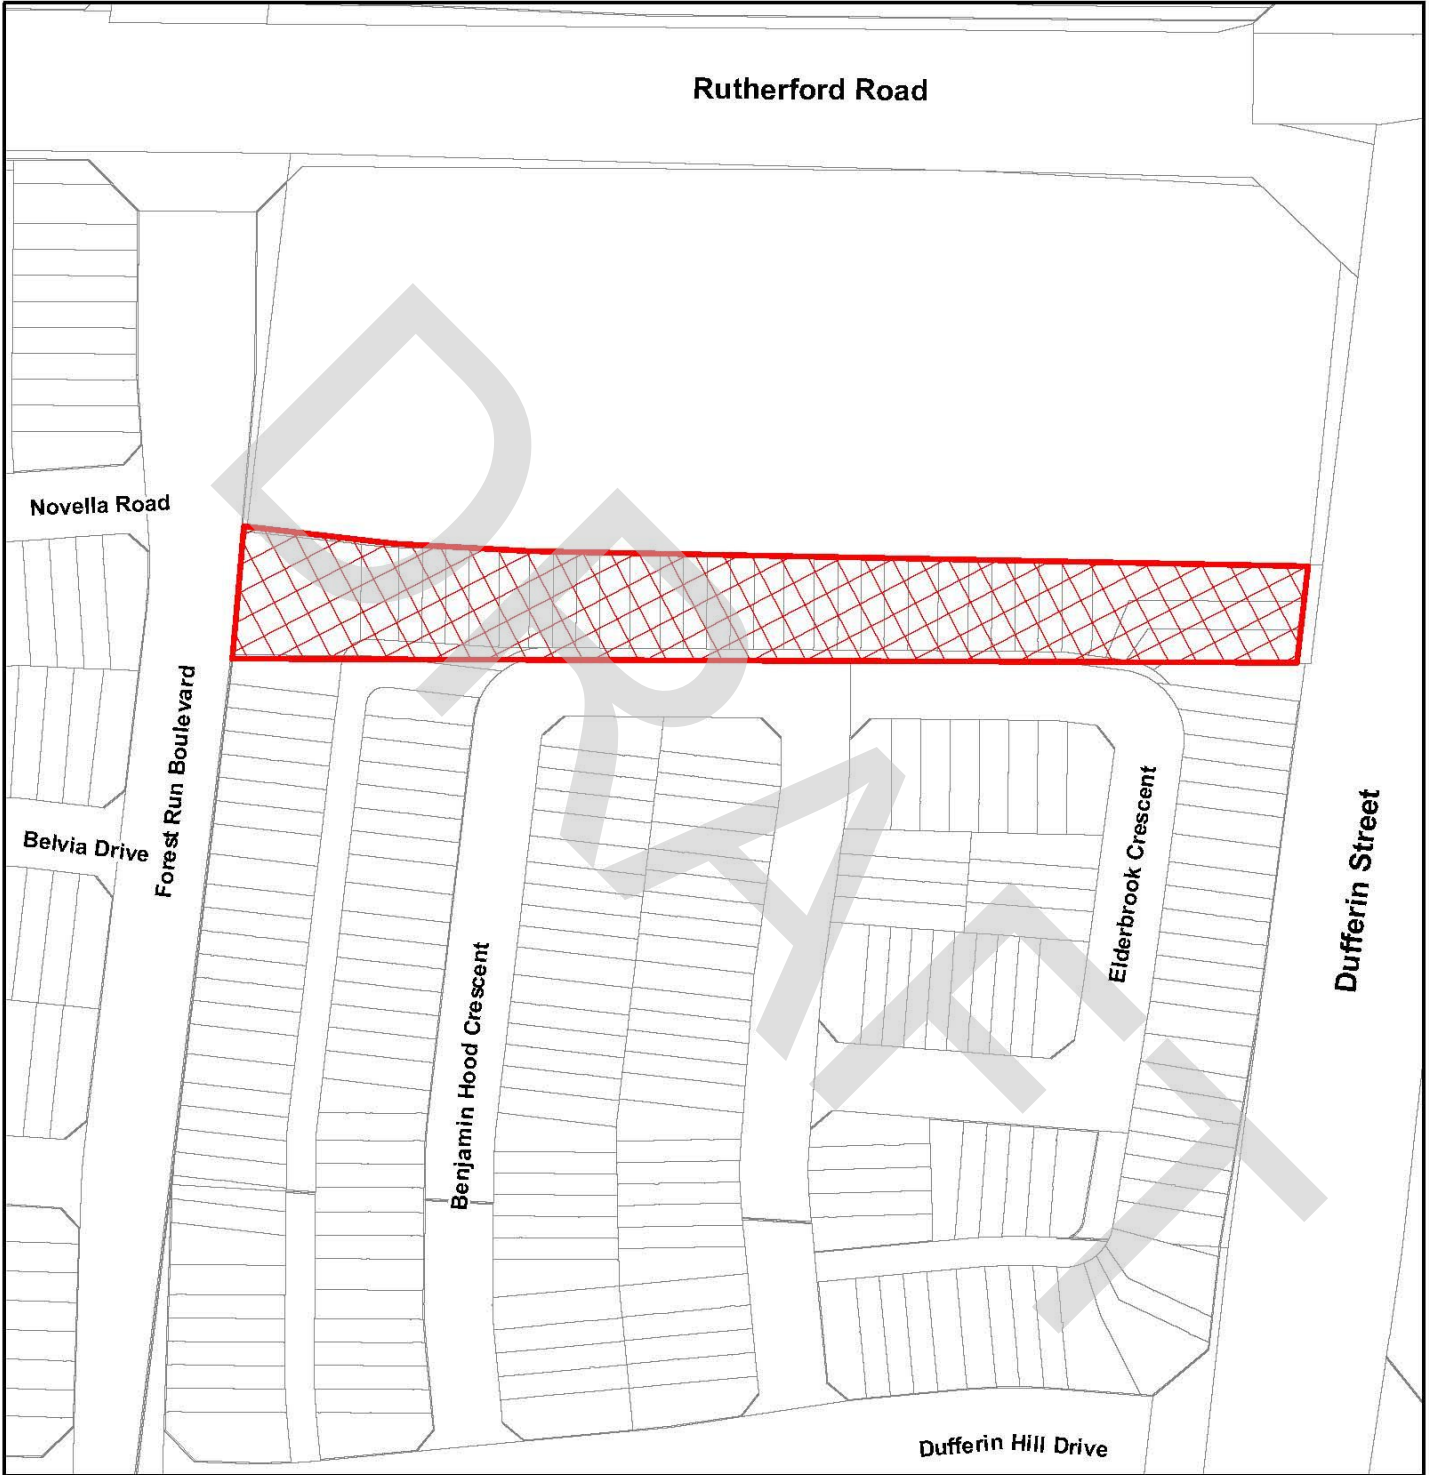 Rutherford Road
Novella Road
Forest Run Boulevard
Belvia Drive
Benjamin Hood Crescent
Elderbrook Crescent
Dufferin Street
Dufferin Hill Drive
DRAFT